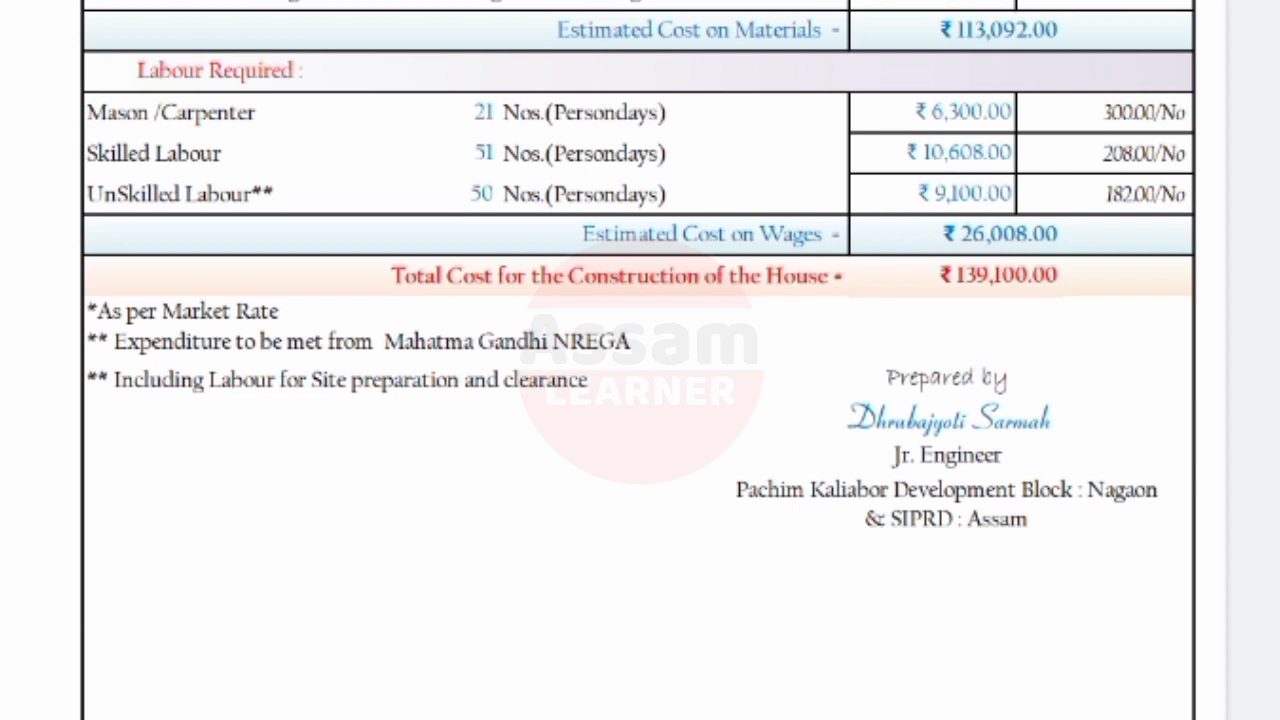 Estimated Cost on Materials - ₹ 113,092.00
Labour Required :
Mason /Carpenter 21 Nos.(Persondays) ₹ 6,300.00 300.00/No
Skilled Labour 51 Nos.(Persondays) ₹ 10,608.00 208.00/No
UnSkilled Labour** 50 Nos.(Persondays) ₹ 9,100.00 182.00/No
Estimated Cost on Wages - ₹ 26,008.00
Total Cost for the Construction of the House - ₹ 139,100.00
*As per Market Rate
** Expenditure to be met from Mahatma Gandhi NREGA
** Including Labour for Site preparation and clearance
Assam
LEARNER
Prepared by
Dhrubajyoti Sarmah
Jr. Engineer
Pachim Kaliabor Development Block : Nagaon
& SIPRD : Assam